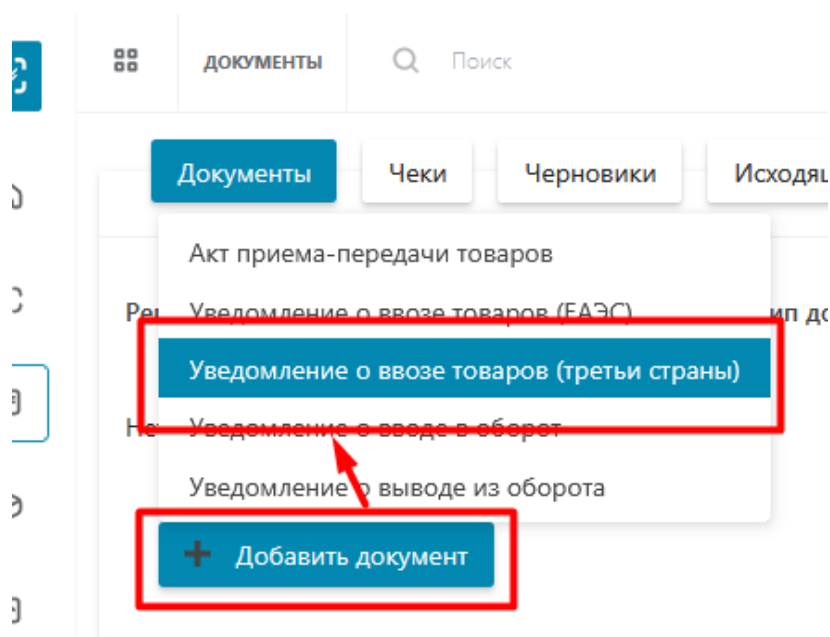 ДОКУМЕНТЫ Поиск
Документы Чеки Черновики
Акт приема-передачи товаров
Уведомление о ввозе товаров (ЕАЭС)
Уведомление о ввозе товаров (третьи страны)
Уведомление о вводе в оборот
Уведомление о выводе из оборота
Добавить документ